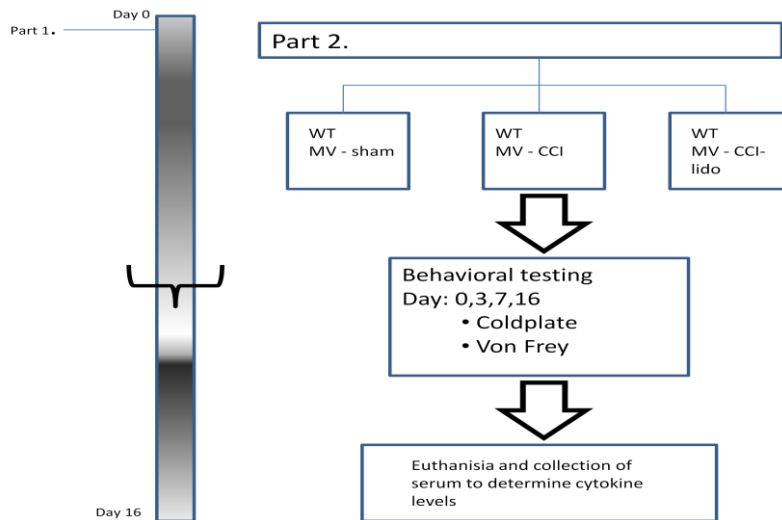 Day 0
Part 1.
Day 16
Part 2.
WT
MV - sham
WT
MV - CCI
WT
MV - CCI-
lido
Behavioral testing
Day: 0,3,7,16
• Coldplate
• Von Frey
Euthanisia and collection of
serum to determine cytokine
levels